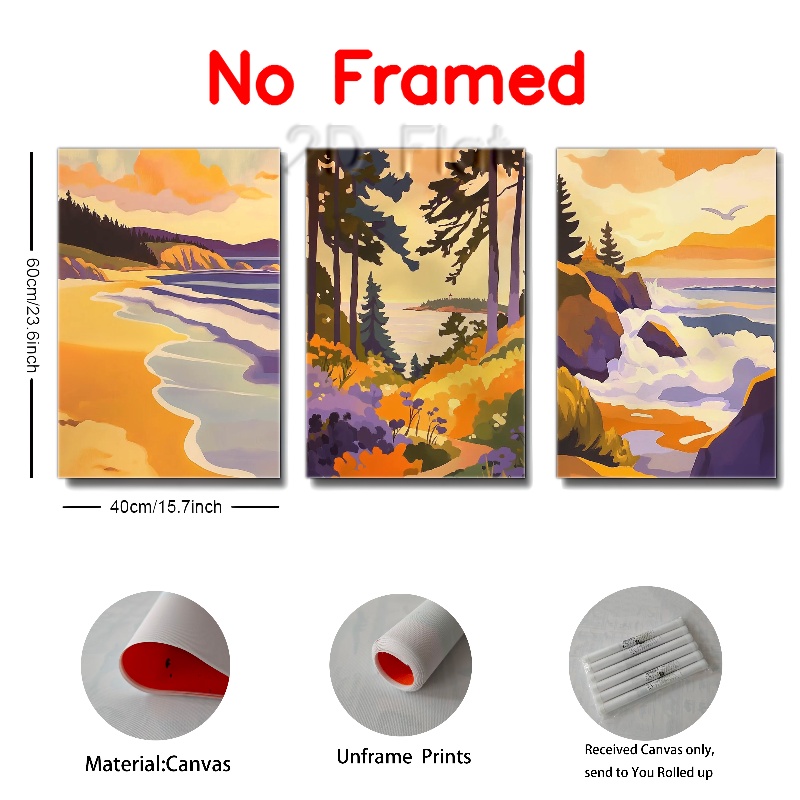 No Framed
2D Flat
60cm/23.6inch
40cm/15.7inch
Material:Canvas
Unframe Prints
Received Canvas only,
send to You Rolled up